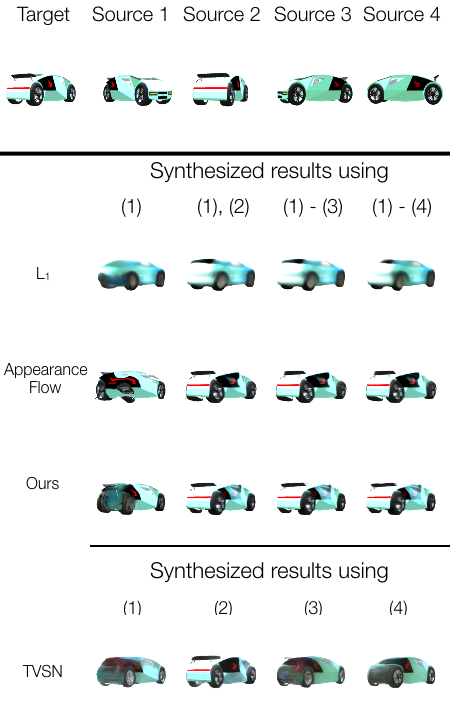 Target Source 1 Source 2 Source 3 Source 4
Synthesized results using
(1) (1), (2) (1) - (3) (1) - (4)
L₁
Appearance
Flow
Ours
Synthesized results using
(1) (2) (3) (4)
TVSN